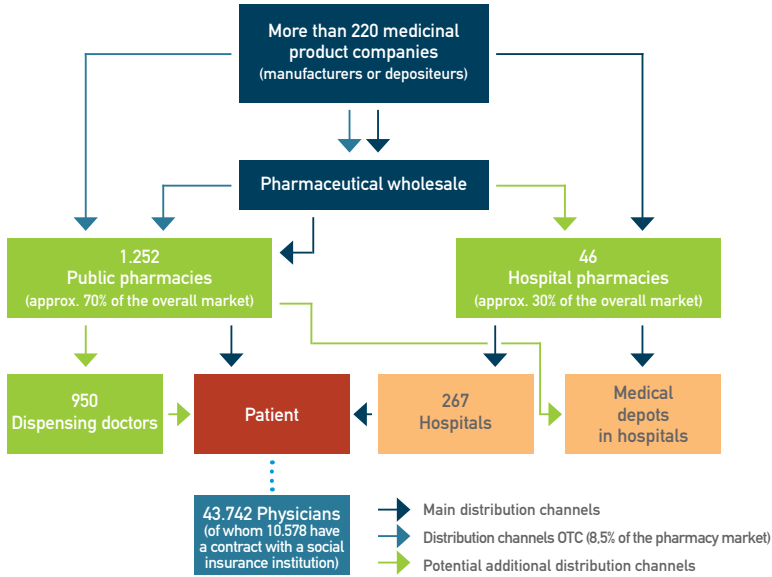 More than 220 medicinal
product companies
(manufacturers or depositeurs)
Pharmaceutical wholesale
1.252
Public pharmacies
(approx. 70% of the overall market)
46
Hospital pharmacies
(approx. 30% of the overall market)
950
Dispensing doctors
Patient
267
Hospitals
Medical
depots
in hospitals
43.742 Physicians
(of whom 10.578 have
a contract with a social
insurance institution)
Main distribution channels
Distribution channels OTC (8,5% of the pharmacy market)
Potential additional distribution channels